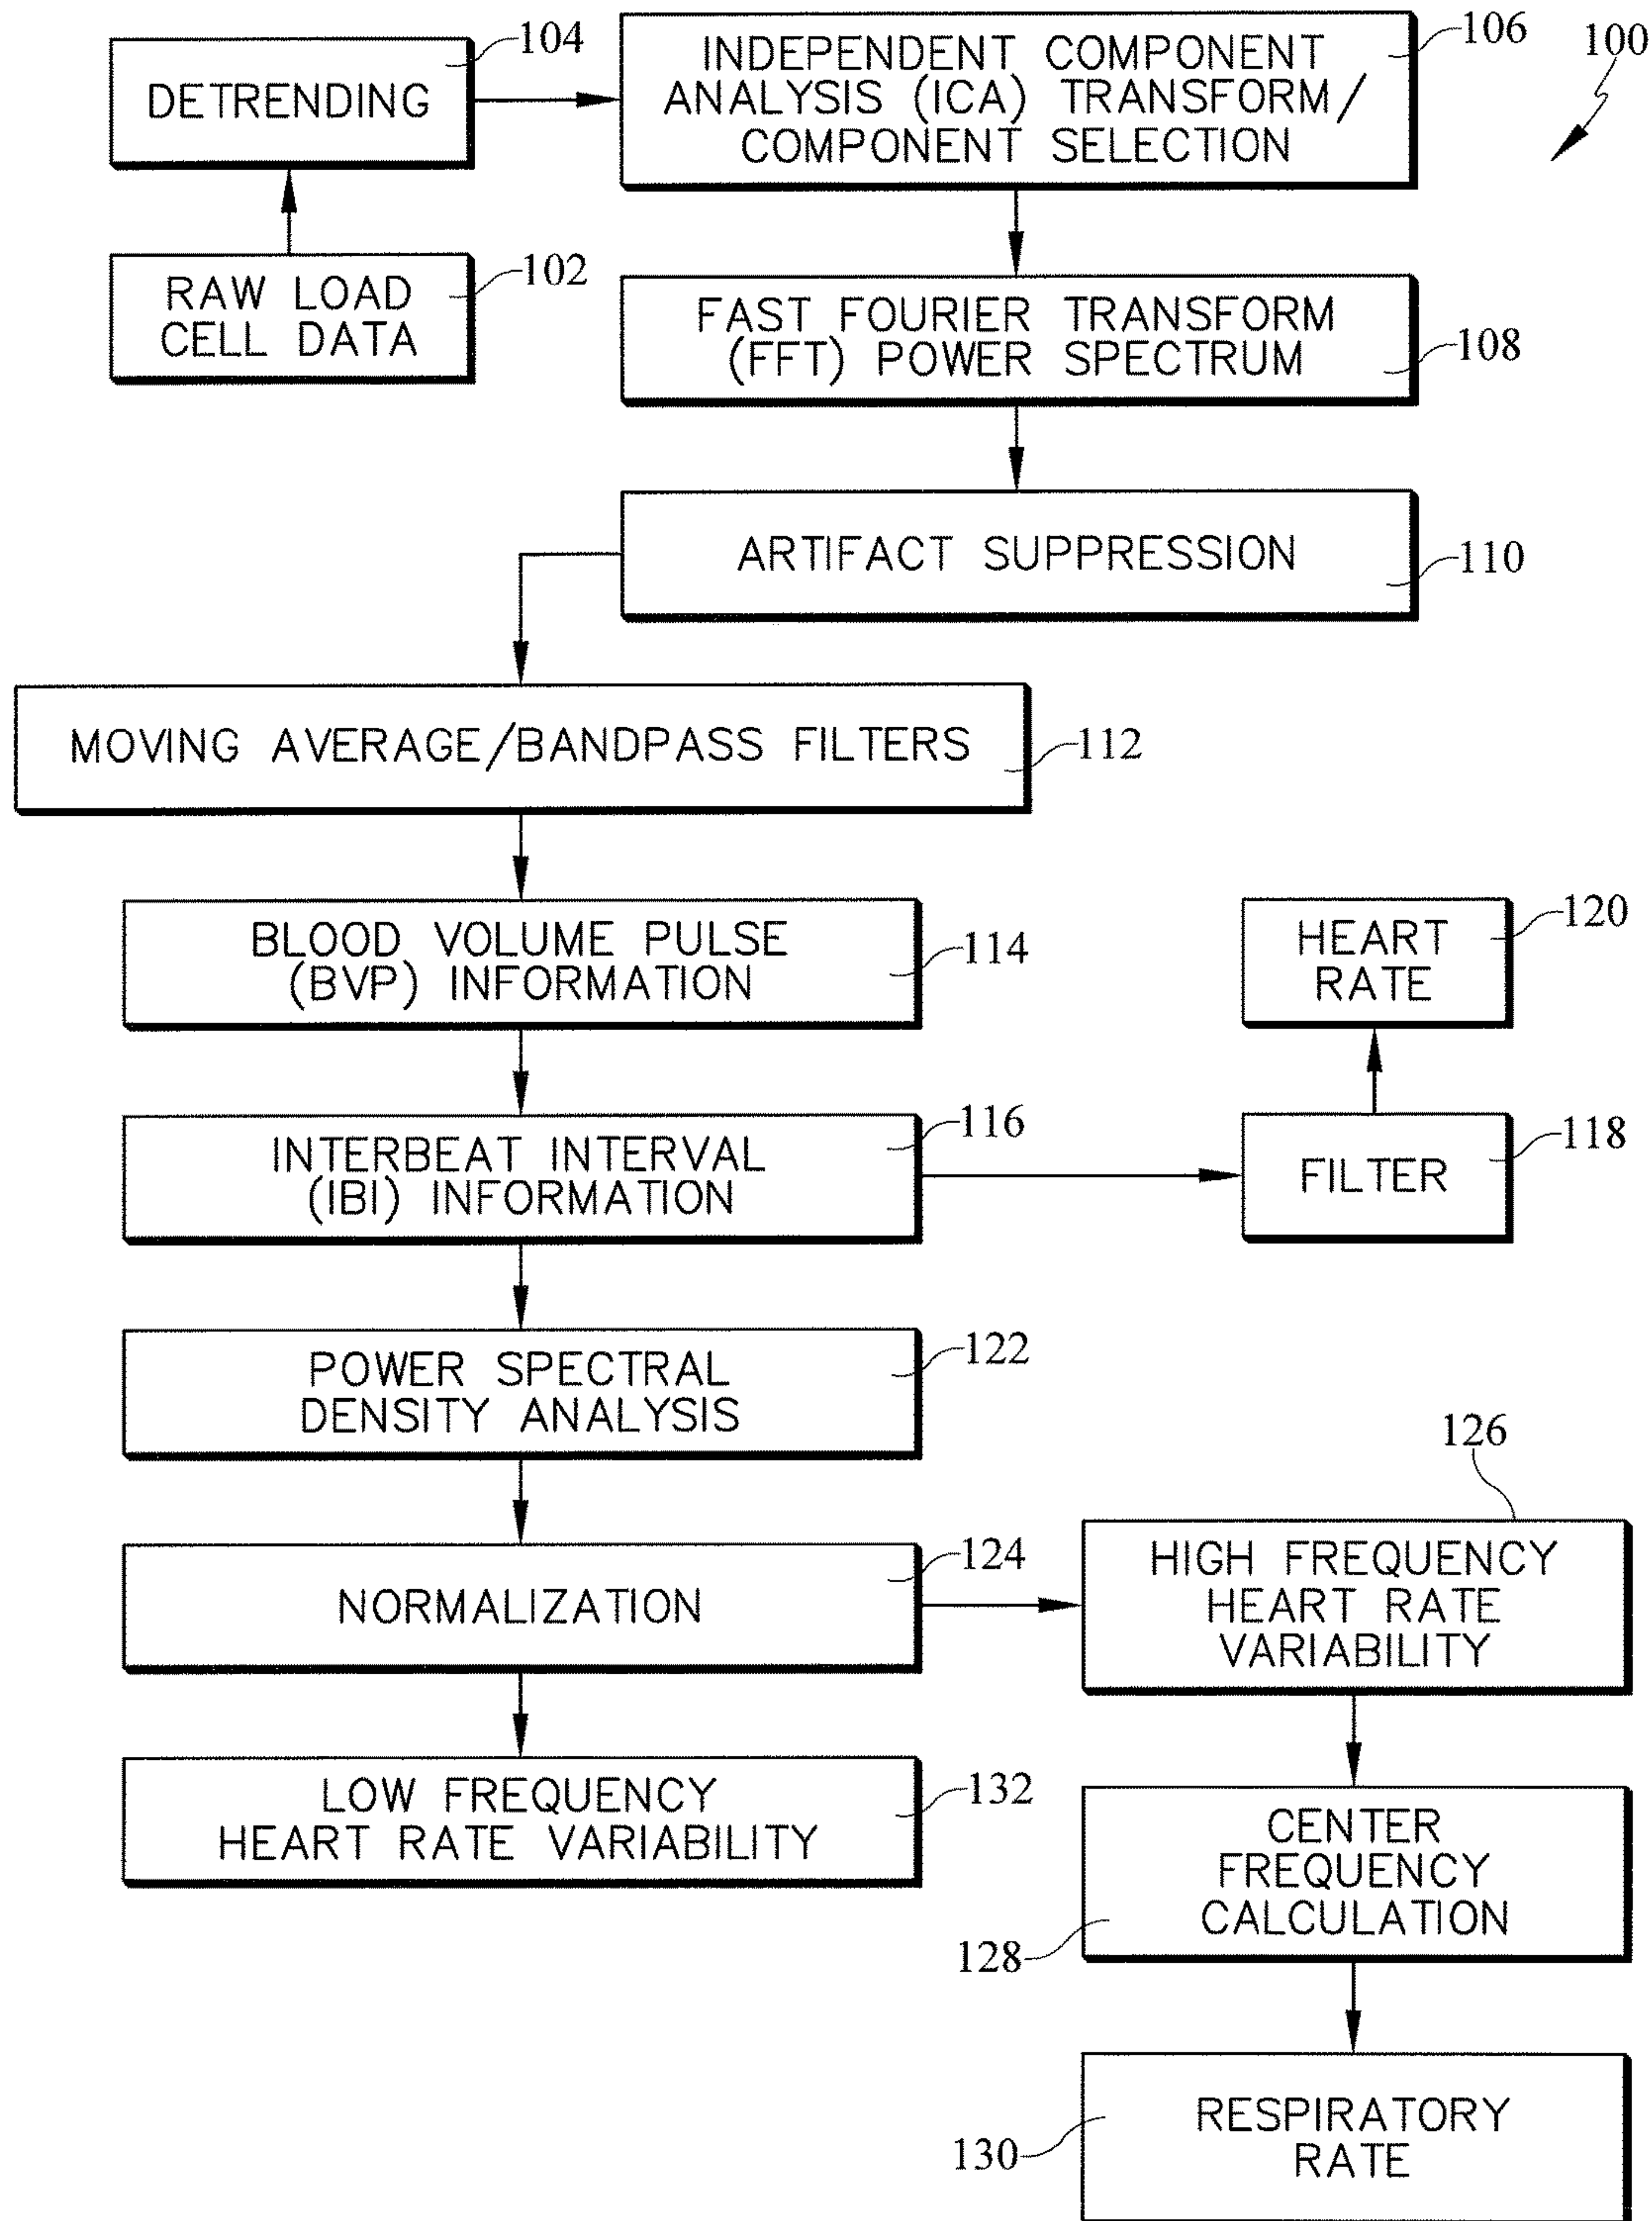 104
DETRENDING
INDEPENDENT COMPONENT
ANALYSIS (ICA) TRANSFORM/
COMPONENT SELECTION
106
100
RAW LOAD
CELL DATA
102
FAST FOURIER TRANSFORM
(FFT) POWER SPECTRUM
108
ARTIFACT SUPPRESSION
110
MOVING AVERAGE/BANDPASS FILTERS
112
BLOOD VOLUME PULSE
(BVP) INFORMATION
114
HEART
RATE
120
INTERBEAT INTERVAL
(IBI) INFORMATION
116
FILTER
118
POWER SPECTRAL
DENSITY ANALYSIS
122
NORMALIZATION
124
126
HIGH FREQUENCY
HEART RATE
VARIABILITY
LOW FREQUENCY
HEART RATE VARIABILITY
132
CENTER
FREQUENCY
CALCULATION
128
RESPIRATORY
RATE
130